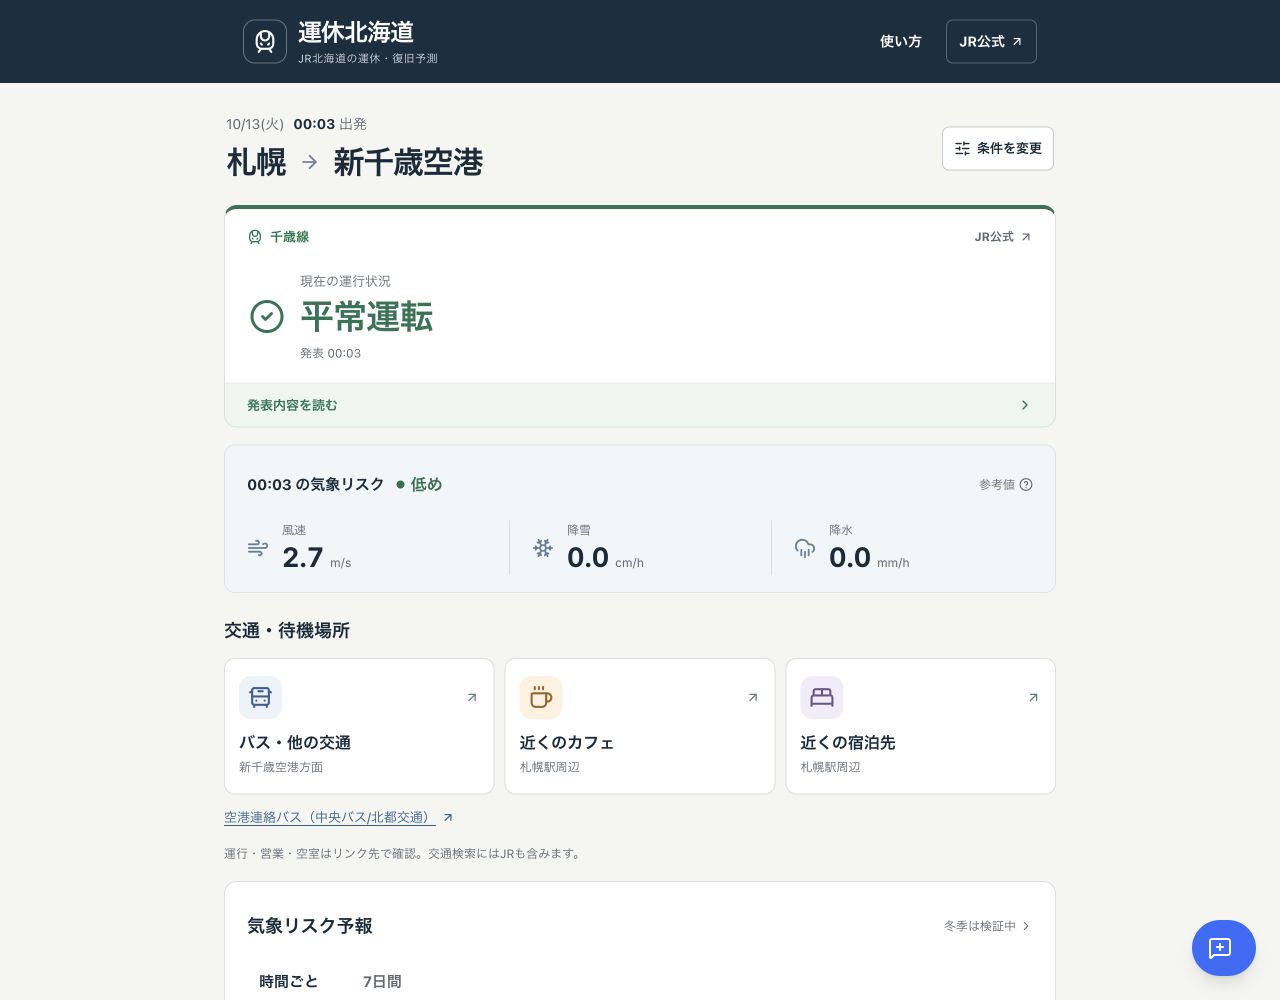 運休北海道
JR北海道の運休・復旧予測
使い方
JR公式
10/13(火) 00:03 出発
札幌 → 新千歳空港
条件を変更
千歳線
JR公式
現在の運行状況
平常運転
発表 00:03
発表内容を読む
00:03 の気象リスク ● 低め
参考値
風速
2.7 m/s
降雪
0.0 cm/h
降水
0.0 mm/h
交通・待機場所
バス・他の交通
新千歳空港方面
近くのカフェ
札幌駅周辺
近くの宿泊先
札幌駅周辺
空港連絡バス（中央バス/北都交通）
運行・営業・空室はリンク先で確認。交通検索にはJRも含みます。
気象リスク予報
冬季は検証中
時間ごと
7日間